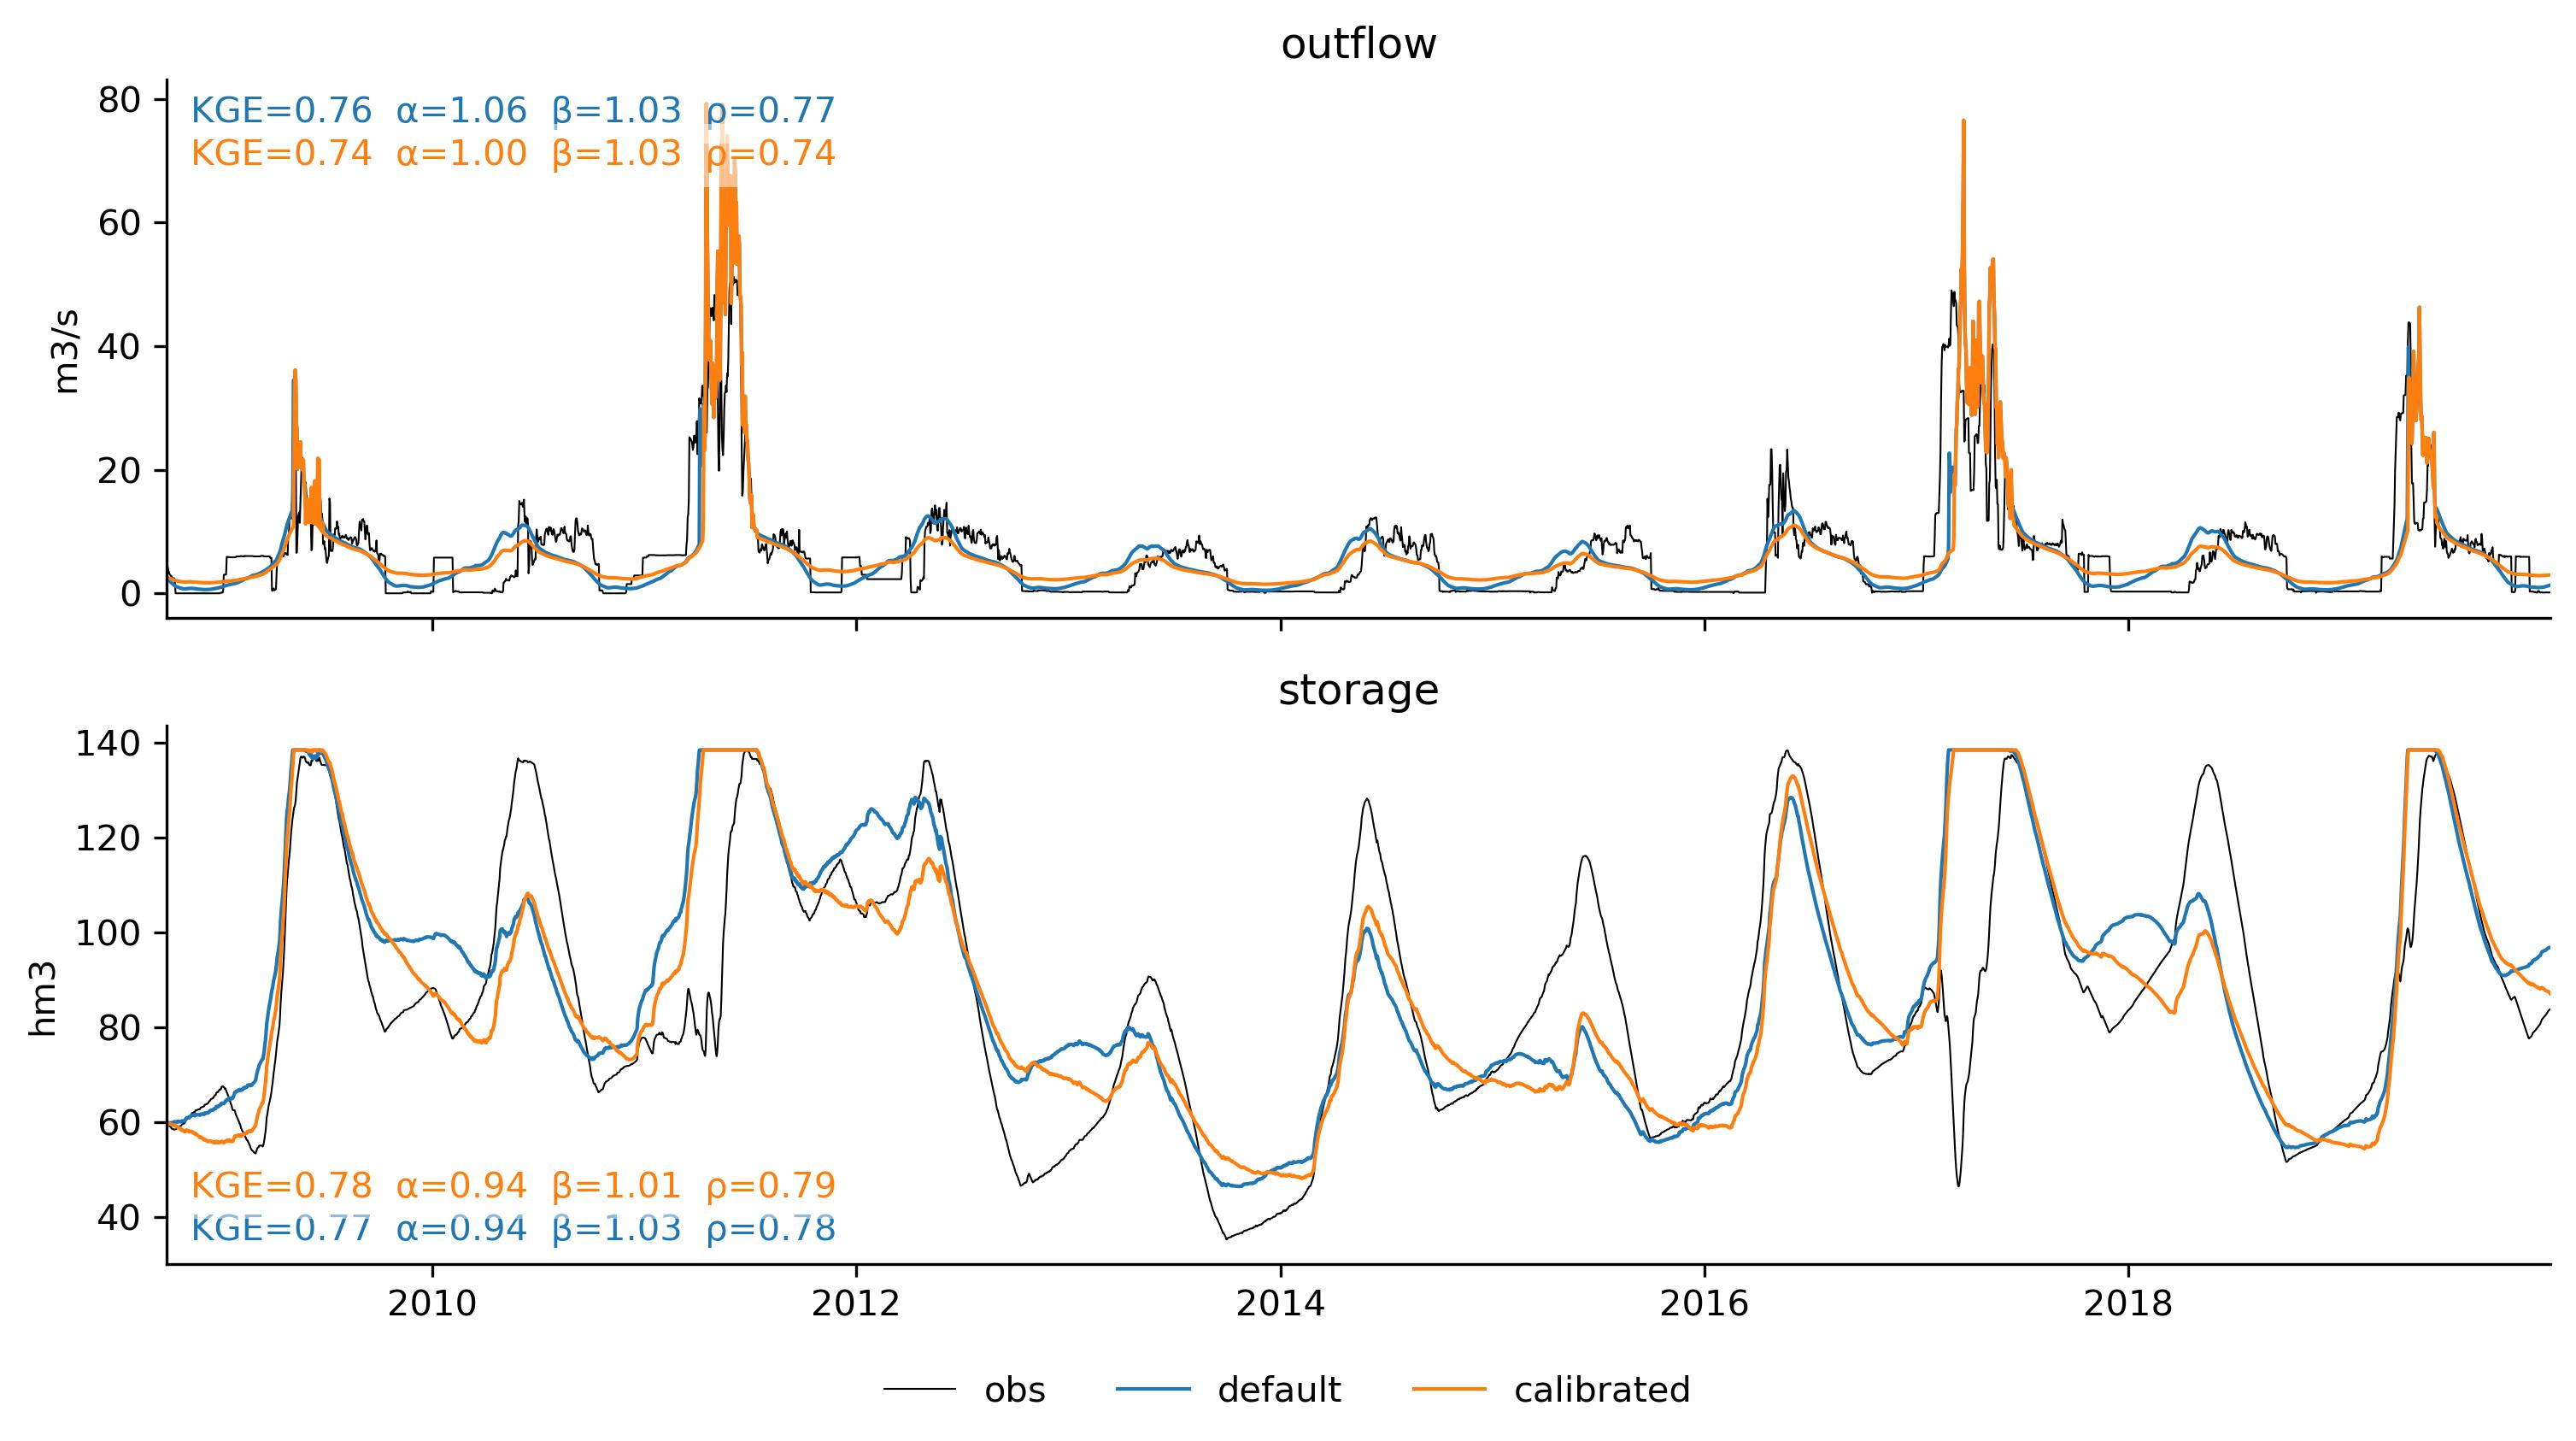 outflow
80
KGE=0.76 α=1.06 β=1.03 ρ=0.77
KGE=0.74 α=1.00 β=1.03 ρ=0.74
60
m3/s
40
20
0
storage
140
120
100
hm3
80
60
KGE=0.78 α=0.94 β=1.01 ρ=0.79
40
KGE=0.77 α=0.94 β=1.03 ρ=0.78
2010 2012 2014 2016 2018
obs default calibrated